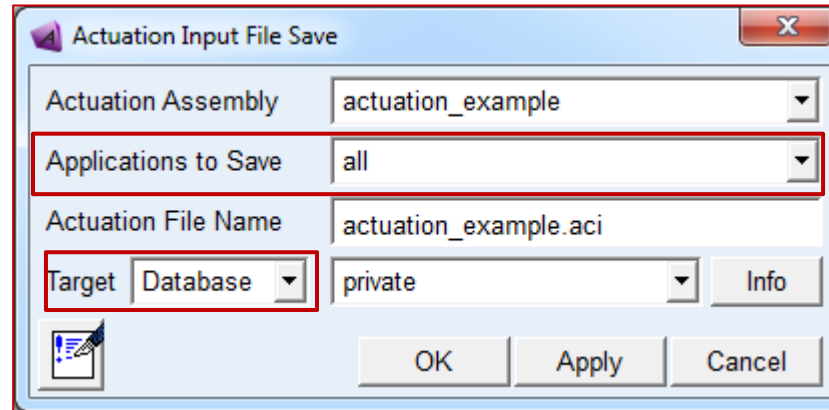 Actuation Input File Save
Actuation Assembly actuation_example
Applications to Save all
Actuation File Name actuation_example.aci
Target Database private Info
OK Apply Cancel